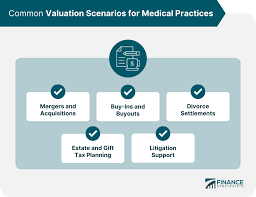 Common Valuation Scenarios for Medical Practices
Mergers and
Acquisitions
Buy-Ins and
Buyouts
Divorce
Settlements
Estate and Gift
Tax Planning
Litigation
Support
FINANCE
STRATEGISTS